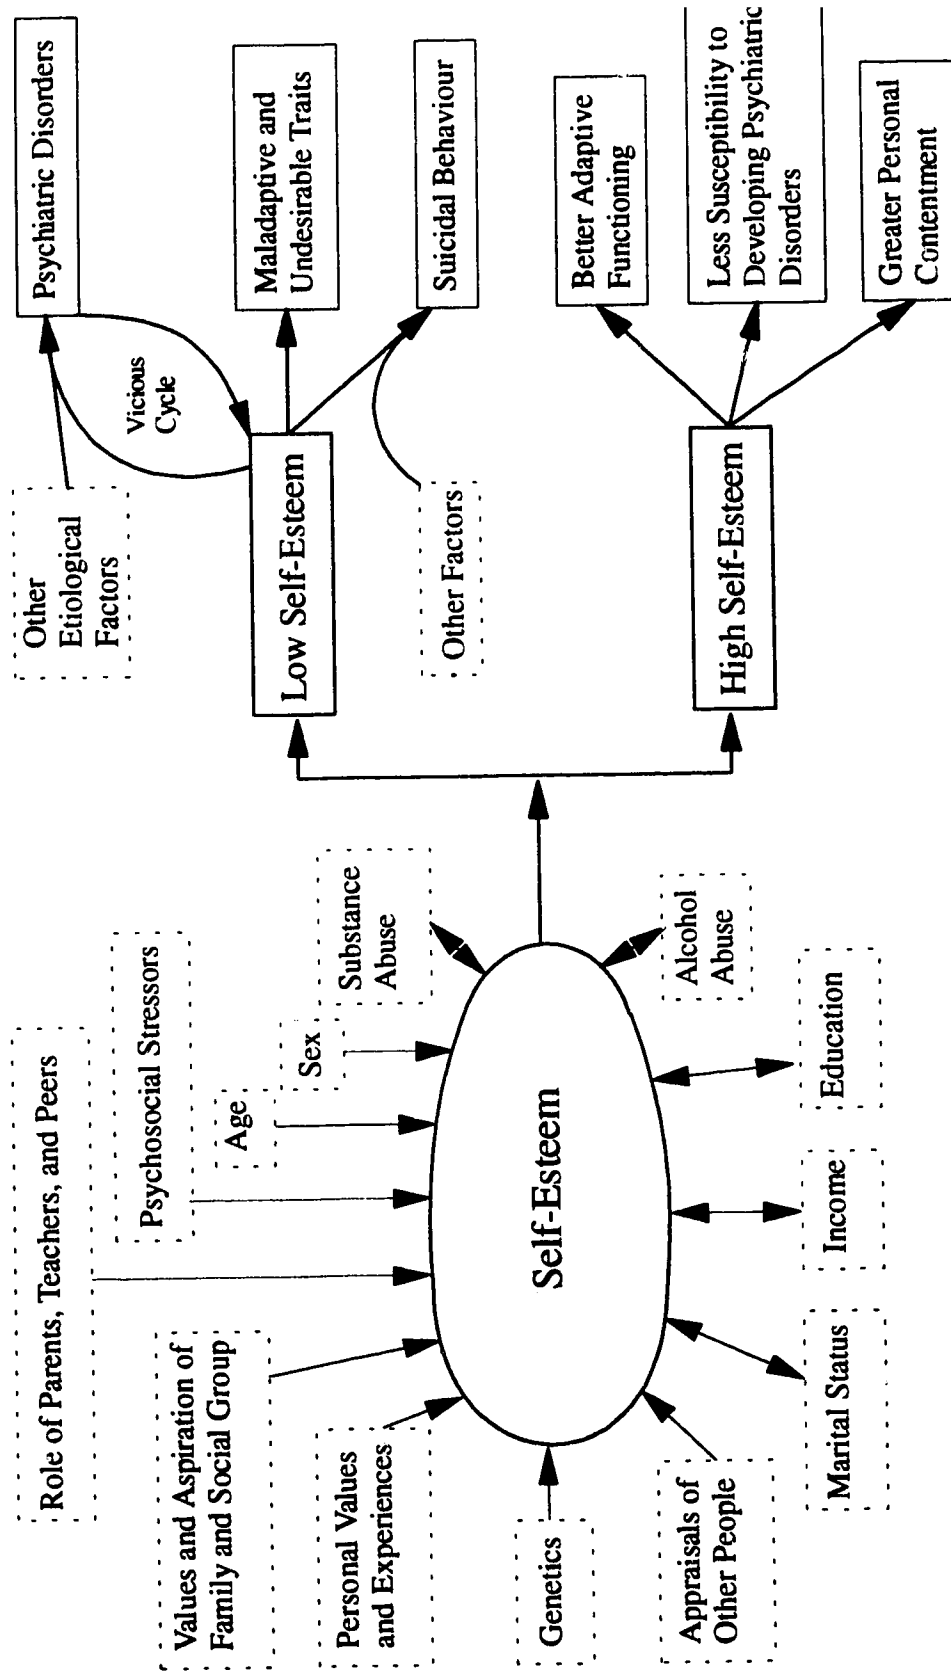 Role of Parents, Teachers, and Peers
Psychosocial Stressors
Values and Aspiration of
Family and Social Group
Age
Sex
Personal Values
and Experiences
Substance
Abuse
Genetics
Self-Esteem
Appraisals of
Other People
Alcohol
Abuse
Marital Status
Income
Education
Other
Etiological
Factors
Psychiatric Disorders
Vicious
Cycle
Low Self-Esteem
Maladaptive and
Undesirable Traits
Other Factors
Suicidal Behaviour
High Self-Esteem
Better Adaptive
Functioning
Less Susceptibility to
Developing Psychiatric
Disorders
Greater Personal
Contentment